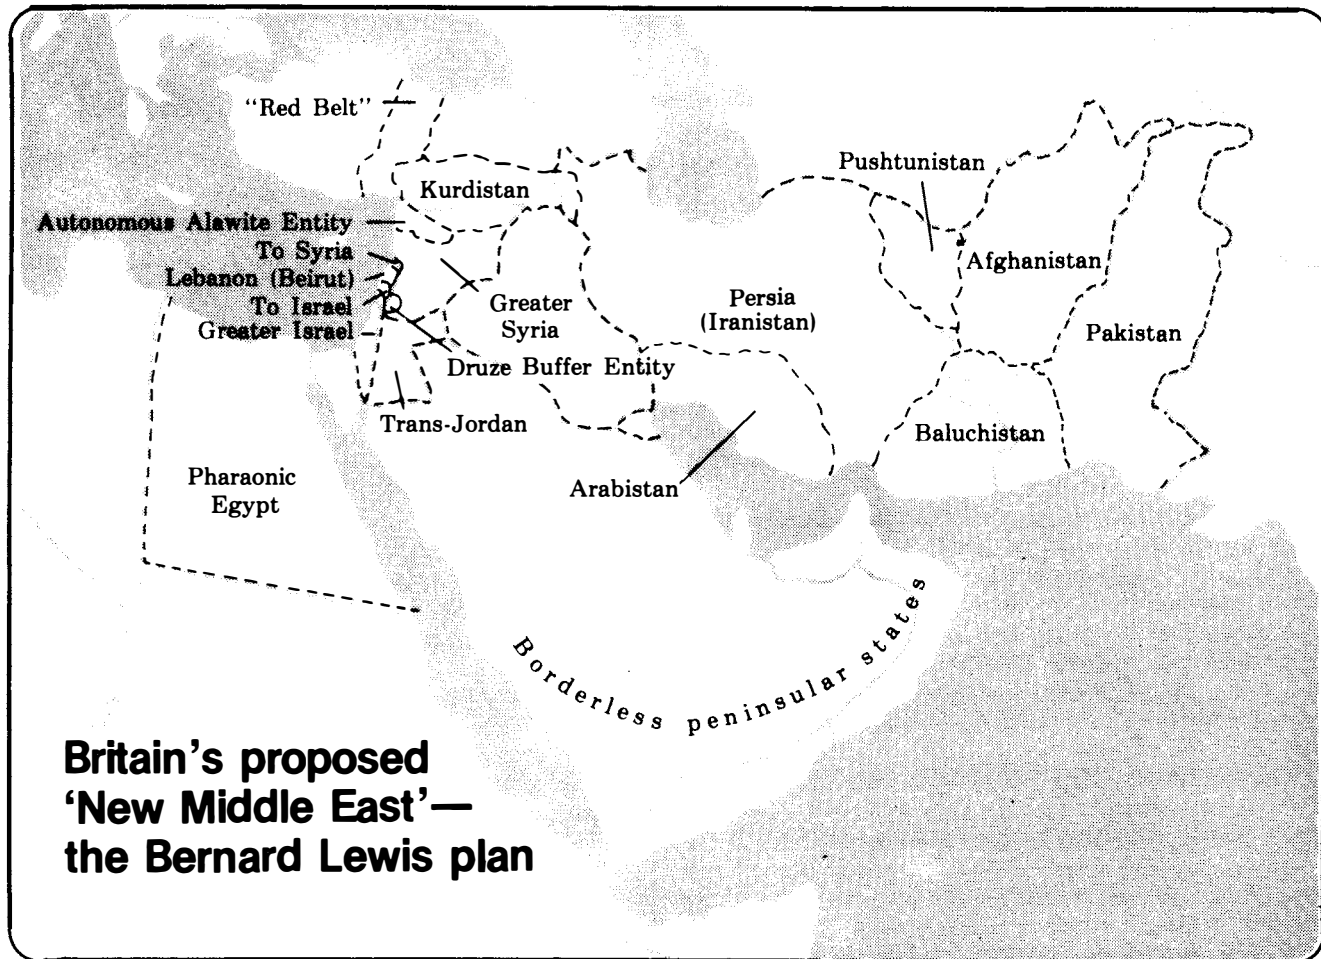 "Red Belt"
Pushtunistan
Kurdistan
Autonomous Alawite Entity
To Syria
Lebanon (Beirut)
To Israel
Greater Israel
Afghanistan
Greater
Syria
Persia
(Iranistan)
Pakistan
Druze Buffer Entity
Trans-Jordan
Baluchistan
Pharaonic
Egypt
Arabistan
Borderless peninsular states
Britain's proposed
'New Middle East'—
the Bernard Lewis plan